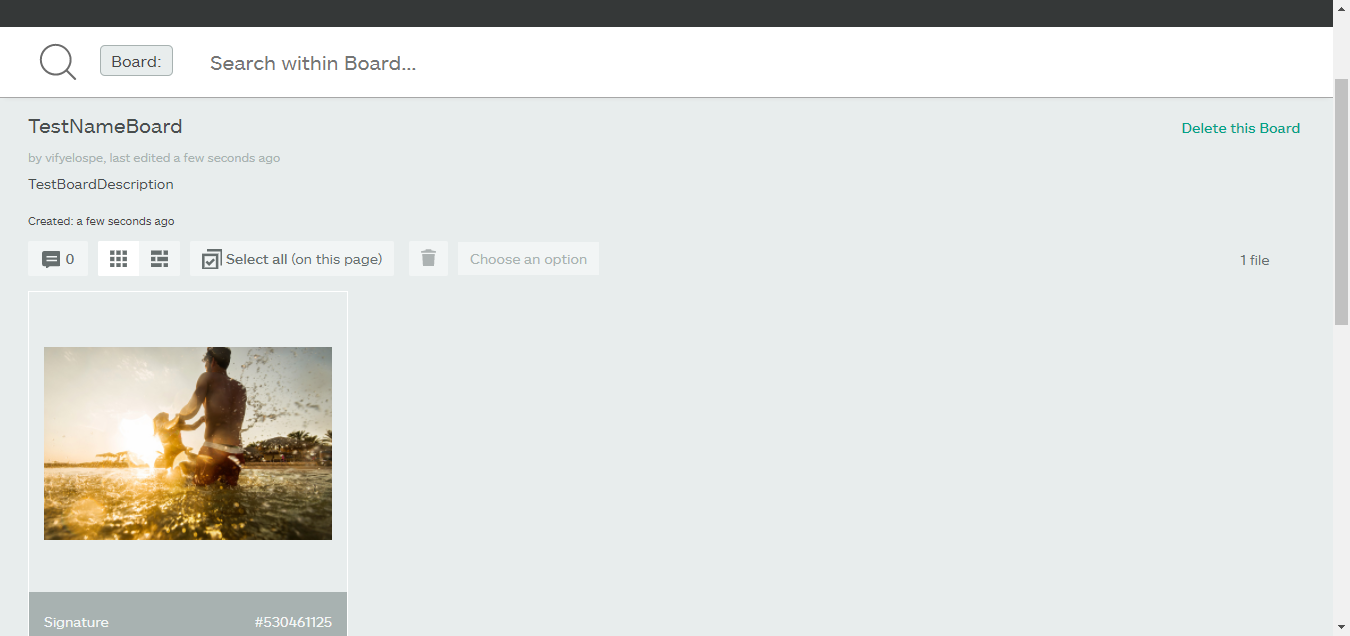 Board: Search within Board...
TestNameBoard
Delete this Board
by vifyelospe, last edited a few seconds ago
TestBoardDescription
Created: a few seconds ago
0 Select all (on this page) Choose an option 1 file
Signature #530461125